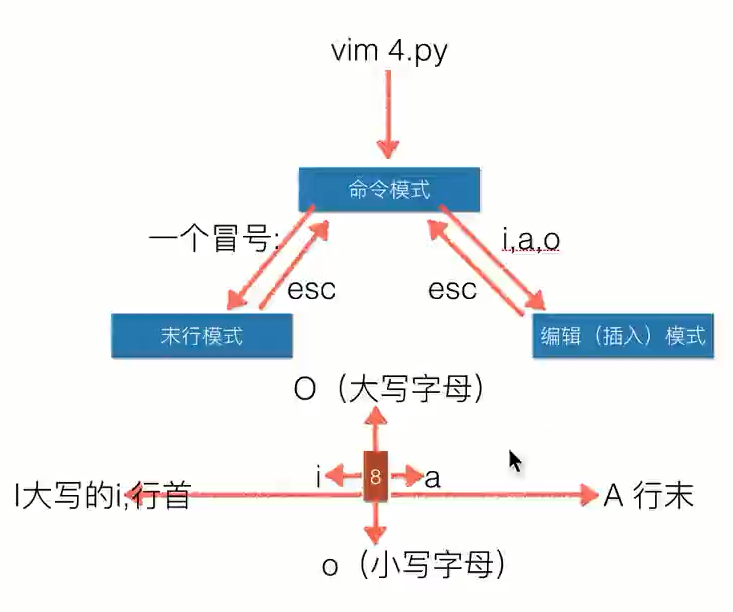 vim 4.py
命令模式
一个冒号:
i,a,o
esc
esc
末行模式
编辑（插入）模式
O（大写字母）
i
8
a
I大写的i,行首
A 行末
o（小写字母）